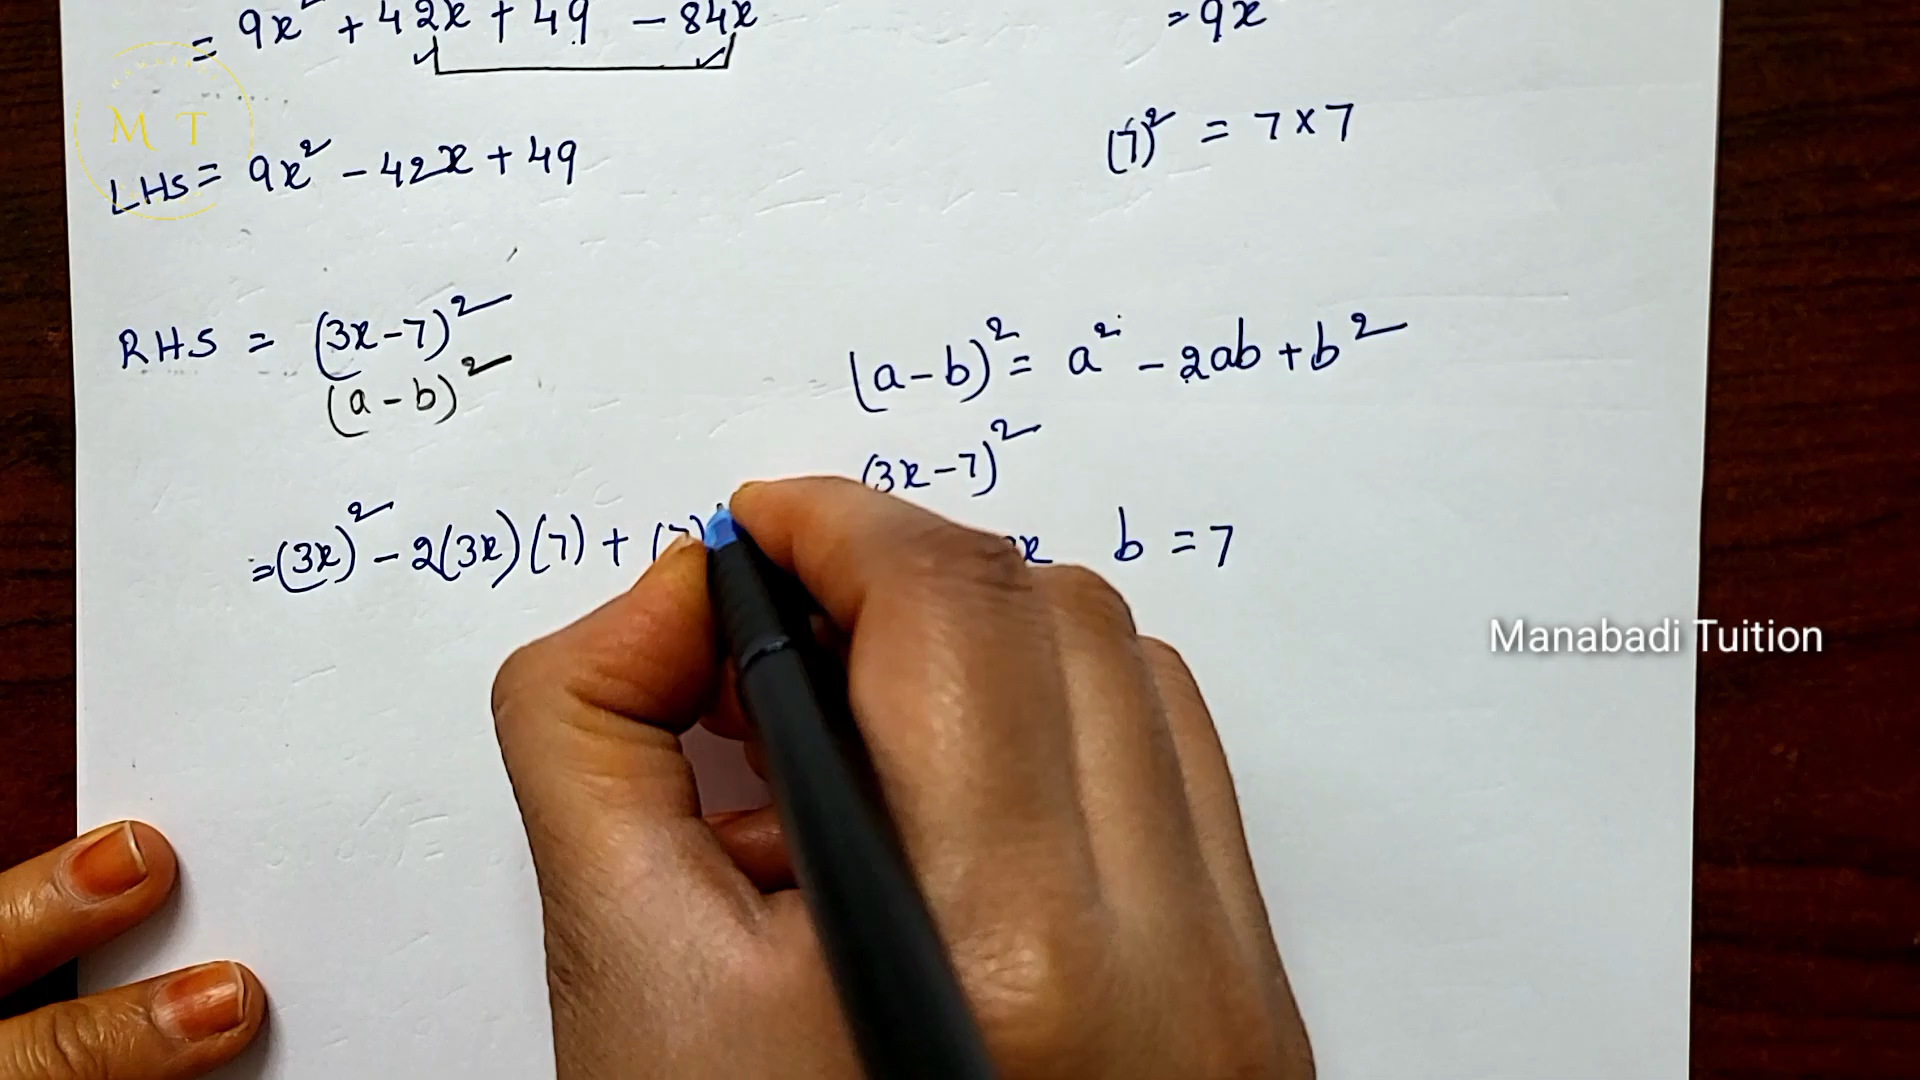 = 9x² + 42x + 49 - 84x
= 9x
M T
LHS = 9x² - 42x + 49
(7)² = 7 × 7
RHS = (3x-7)²
(a-b)²
(a-b)² = a² - 2ab + b²
(3x-7)²
= (3x)² - 2(3x)(7) + (7)
x b = 7
Manabadi Tuition